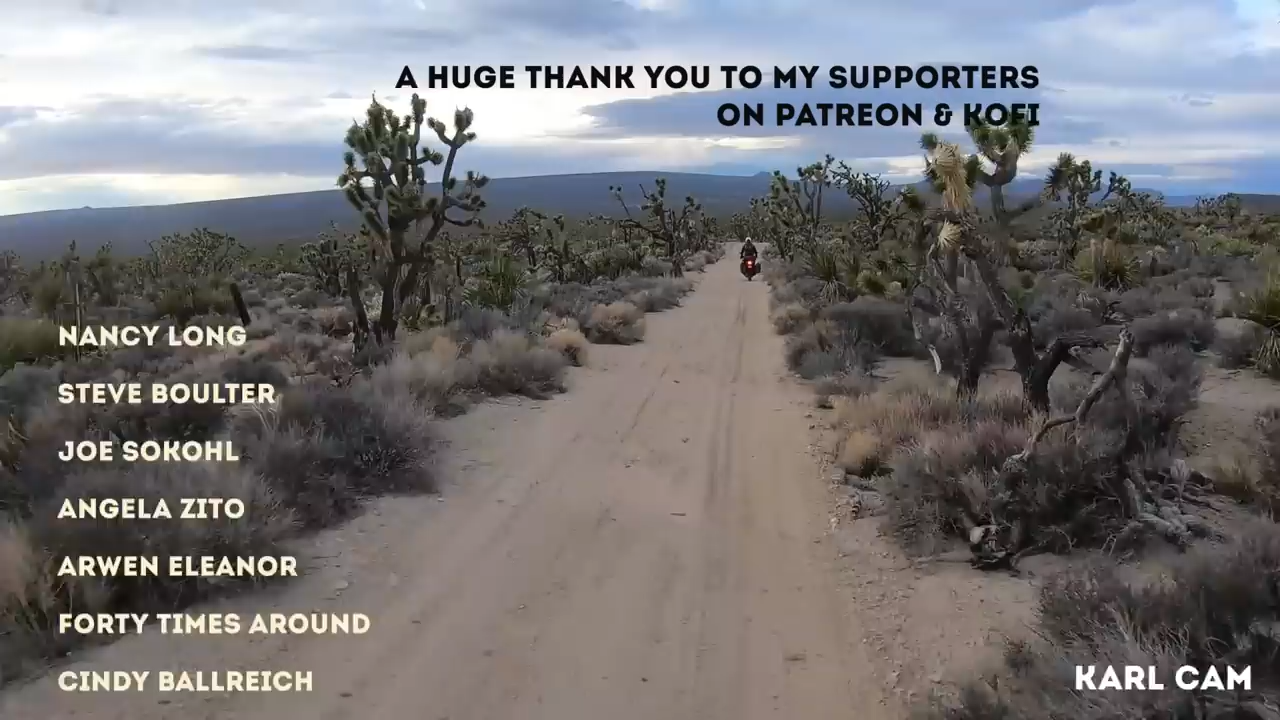 A HUGE THANK YOU TO MY SUPPORTERS
ON PATREON & KOFI
NANCY LONG
STEVE BOULTER
JOE SOKOHL
ANGELA ZITO
ARWEN ELEANOR
FORTY TIMES AROUND
CINDY BALLREICH
KARL CAM